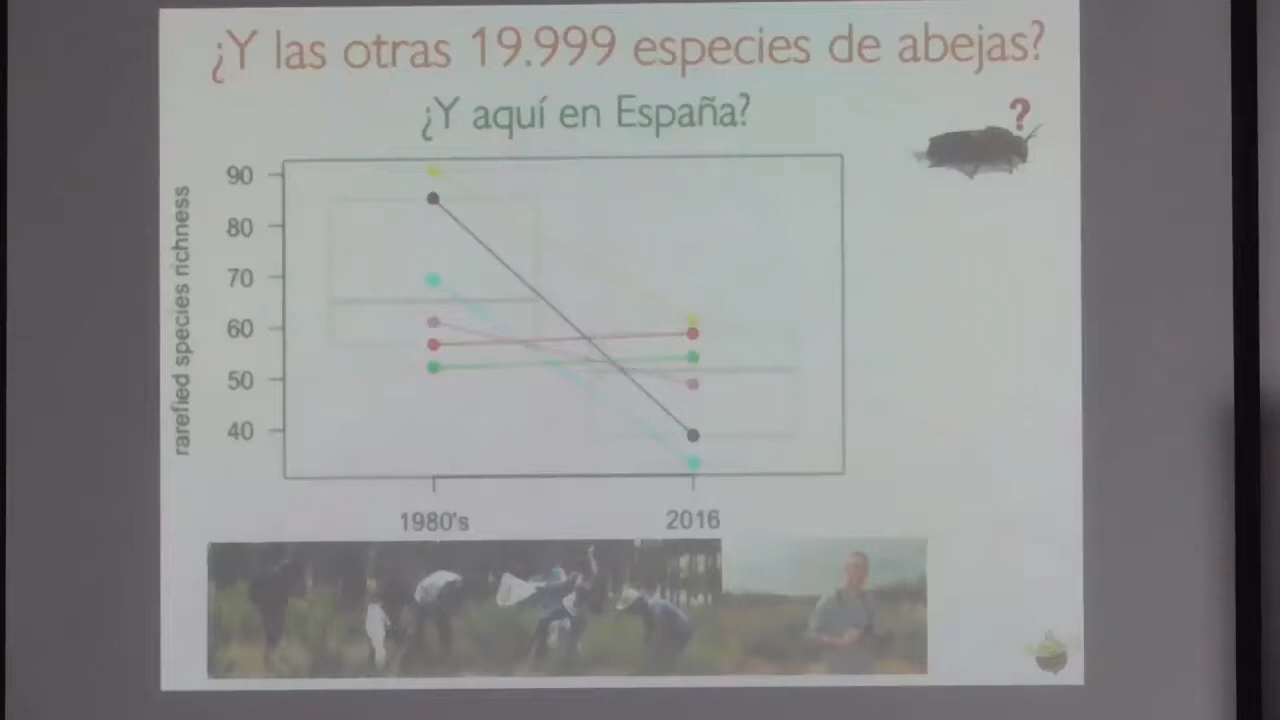 ¿Y las otras 19.999 especies de abejas?
¿Y aquí en España?
?
rarefied species richness
90
80
70
60
50
40
1980's
2016